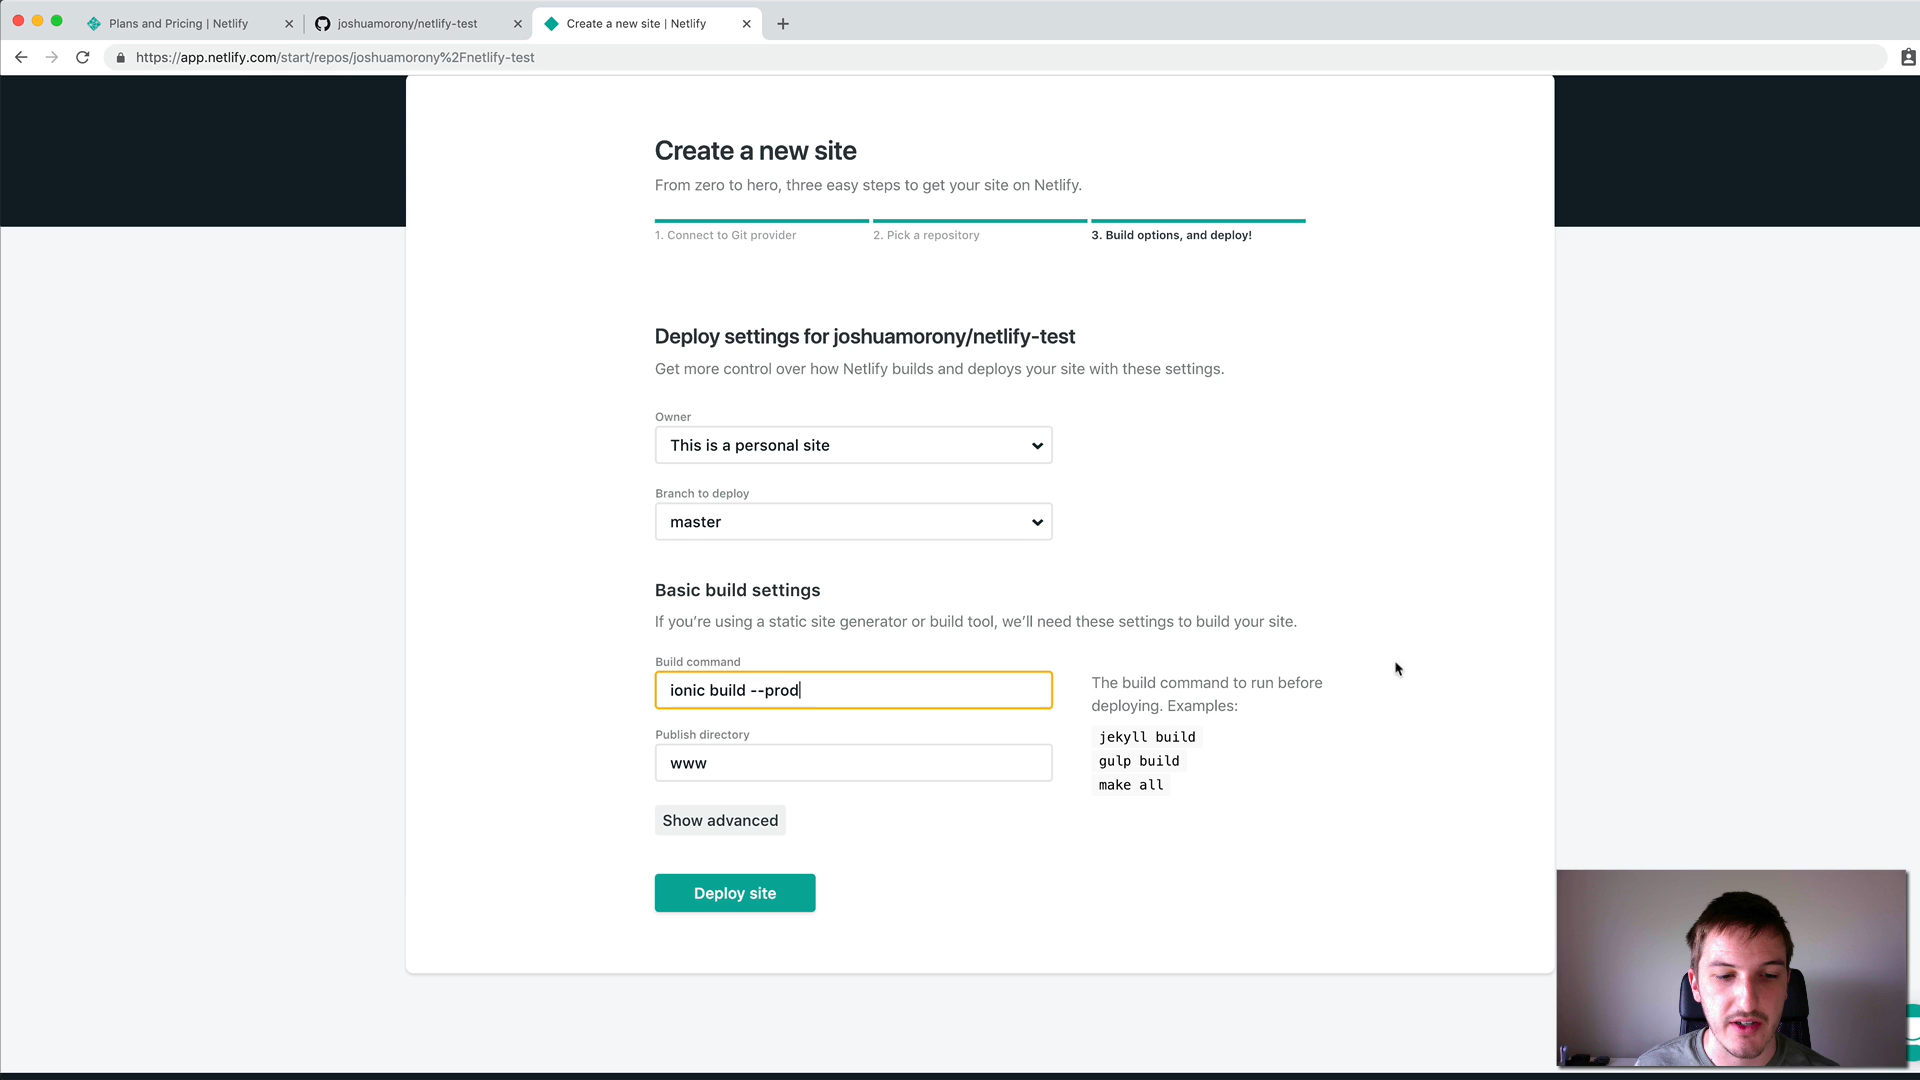 Plans and Pricing | Netlify
joshuamorony/netlify-test
Create a new site | Netlify
https://app.netlify.com/start/repos/joshuamorony%2Fnetlify-test
Create a new site
From zero to hero, three easy steps to get your site on Netlify.
1. Connect to Git provider
2. Pick a repository
3. Build options, and deploy!
Deploy settings for joshuamorony/netlify-test
Get more control over how Netlify builds and deploys your site with these settings.
Owner
This is a personal site
Branch to deploy
master
Basic build settings
If you’re using a static site generator or build tool, we’ll need these settings to build your site.
Build command
ionic build --prod
The build command to run before
deploying. Examples:
jekyll build
gulp build
make all
Publish directory
www
Show advanced
Deploy site